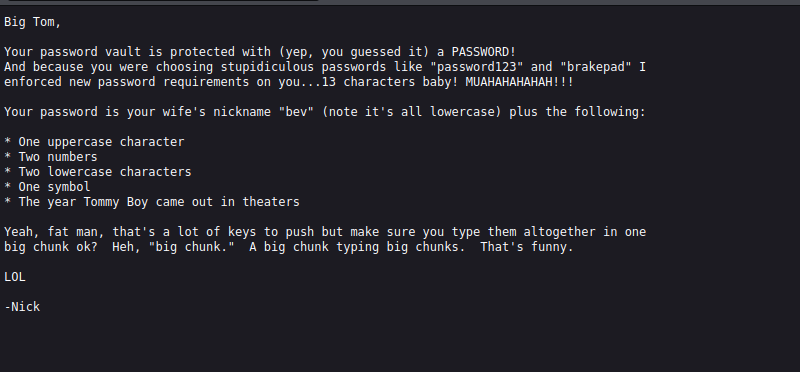 Big Tom,
Your password vault is protected with (yep, you guessed it) a PASSWORD!
And because you were choosing stupidiculous passwords like "password123" and "brakepad" I
enforced new password requirements on you...13 characters baby! MUAHAHAHAHAH!!!
Your password is your wife's nickname "bev" (note it's all lowercase) plus the following:
* One uppercase character
* Two numbers
* Two lowercase characters
* One symbol
* The year Tommy Boy came out in theaters
Yeah, fat man, that's a lot of keys to push but make sure you type them altogether in one
big chunk ok?  Heh, "big chunk."  A big chunk typing big chunks.  That's funny.
LOL
-Nick